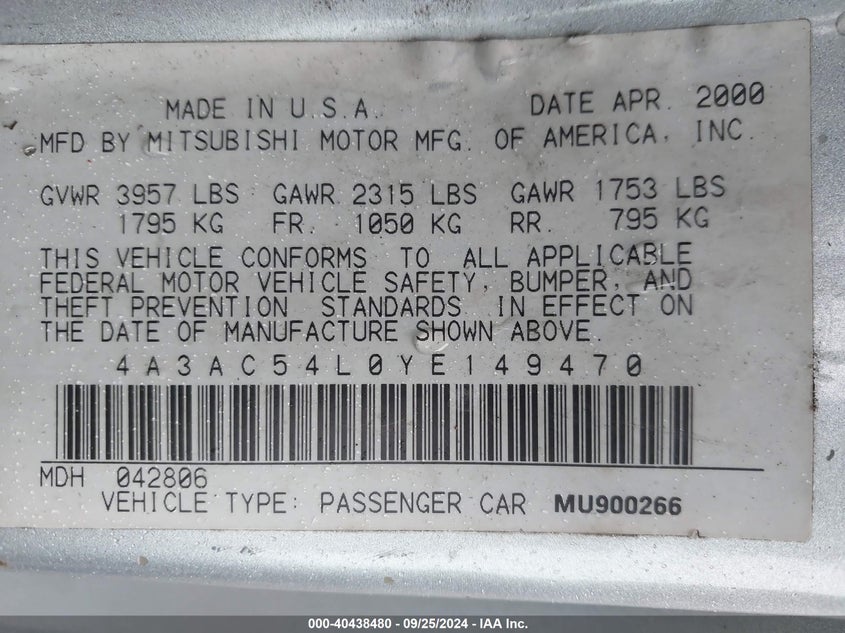 MADE IN U.S.A. DATE APR. 2000
MFD BY MITSUBISHI MOTOR MFG. OF AMERICA, INC.
GVWR 3957 LBS GAWR 2315 LBS GAWR 1753 LBS
1795 KG FR. 1050 KG RR. 795 KG
THIS VEHICLE CONFORMS TO ALL APPLICABLE
FEDERAL MOTOR VEHICLE SAFETY, BUMPER, AND
THEFT PREVENTION STANDARDS IN EFFECT ON
THE DATE OF MANUFACTURE SHOWN ABOVE.
4A3AC54L0YE149470
MDH 042806
VEHICLE TYPE: PASSENGER CAR MU900266
000-40438480 - 09/25/2024 - IAA Inc.